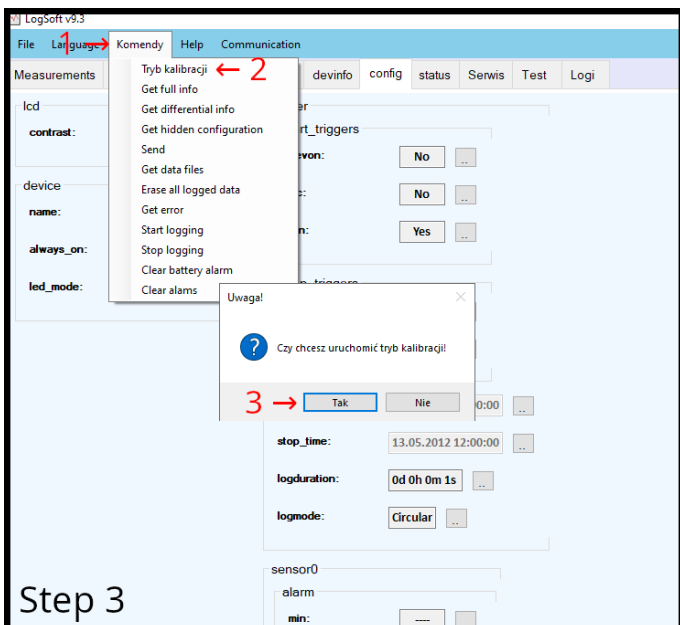 LogSoft v9.3
File Language Komendy Help Communication
1
Measurements devinfo config status Serwis Test Logi
Tryb kalibracji
2
Get full info
Get differential info
Get hidden configuration
Send
Get data files
Erase all logged data
Get error
Start logging
Stop logging
Clear battery alarm
Clear alams
lcd
contrast:
device
name:
always_on:
led_mode:
er
rt_triggers
evon:
No
..
c:
No
..
n:
Yes
..
Uwaga!
Czy chcesz uruchomić tryb kalibracji!
3
Tak
Nie
0:00
..
stop_time:
13.05.2012 12:00:00
..
logduration:
0d 0h 0m 1s
..
logmode:
Circular
..
sensor0
alarm
min:
----
Step 3